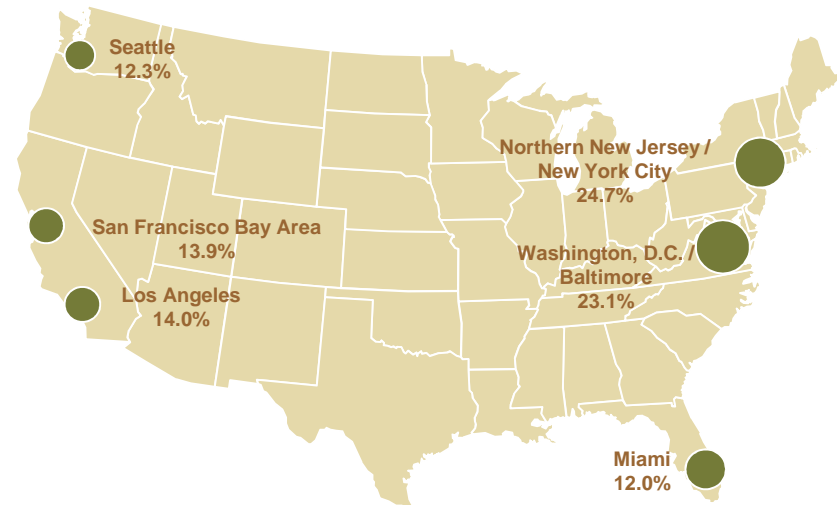 Seattle
12.3%
Northern New Jersey /
New York City
24.7%
San Francisco Bay Area
13.9%
Washington, D.C. /
Baltimore
23.1%
Los Angeles
14.0%
Miami
12.0%